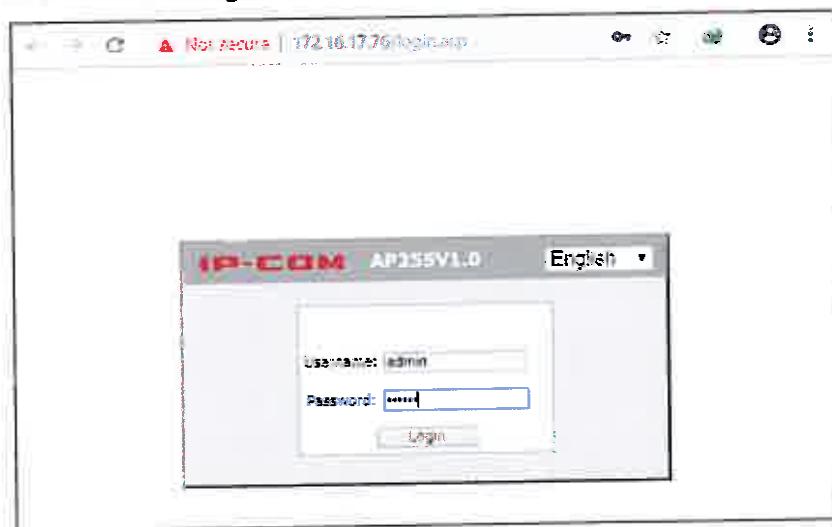 Not secure | 172.16.17.76/login.asp
IP-COM AP355V1.0 English
Username: admin
Password: ••••••
Login